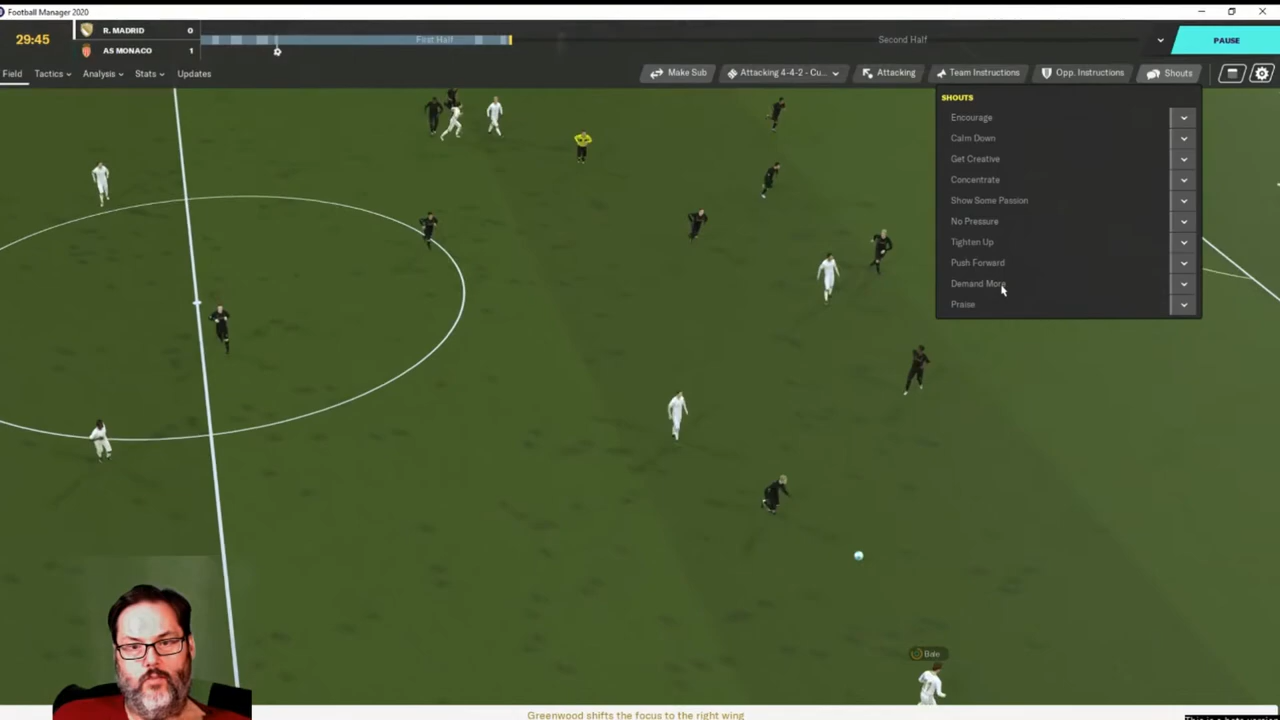 Football Manager 2020
29:45
R. MADRID 0
AS MONACO 1
First Half
Second Half
PAUSE
Field Tactics Analysis Stats Updates
Make Sub
Attacking 4-4-2 - Cu...
Attacking
Team Instructions
Opp. Instructions
Shouts
SHOUTS
Encourage
Calm Down
Get Creative
Concentrate
Show Some Passion
No Pressure
Tighten Up
Push Forward
Demand More
Praise
Bale
Greenwood shifts the focus to the right wing